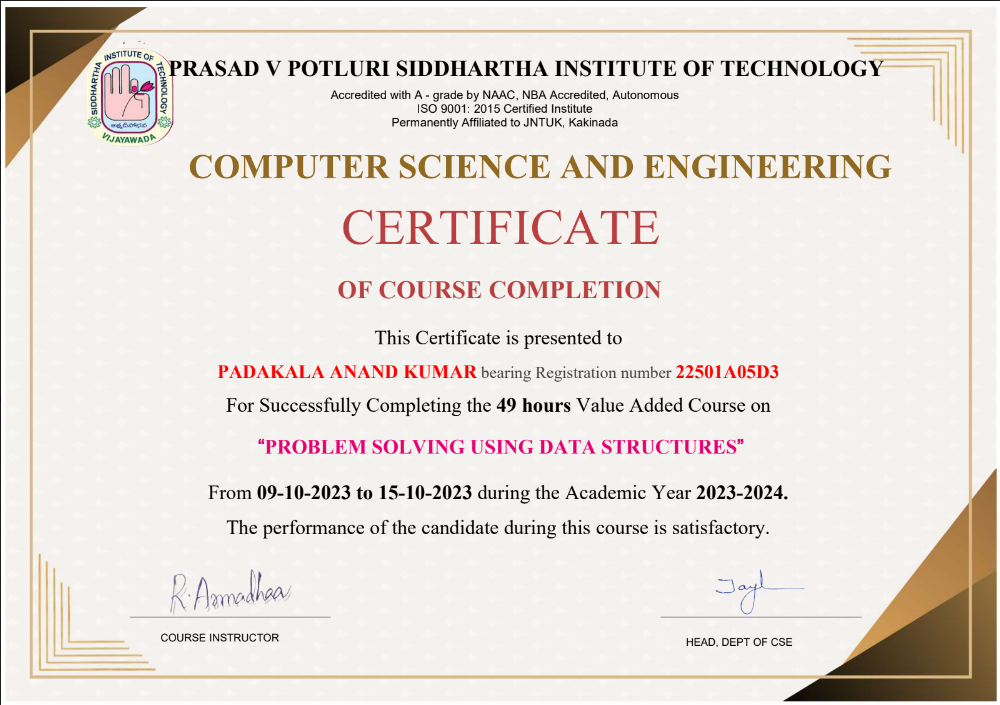 SIDDHARTHA INSTITUTE OF TECHNOLOGY
VIJAYAWADA
PRASAD V POTLURI SIDDHARTHA INSTITUTE OF TECHNOLOGY
Accredited with A - grade by NAAC, NBA Accredited, Autonomous
ISO 9001: 2015 Certified Institute
Permanently Affiliated to JNTUK, Kakinada
COMPUTER SCIENCE AND ENGINEERING
CERTIFICATE
OF COURSE COMPLETION
This Certificate is presented to
PADAKALA ANAND KUMAR bearing Registration number 22501A05D3
For Successfully Completing the 49 hours Value Added Course on
“PROBLEM SOLVING USING DATA STRUCTURES”
From 09-10-2023 to 15-10-2023 during the Academic Year 2023-2024.
The performance of the candidate during this course is satisfactory.
COURSE INSTRUCTOR
HEAD, DEPT OF CSE